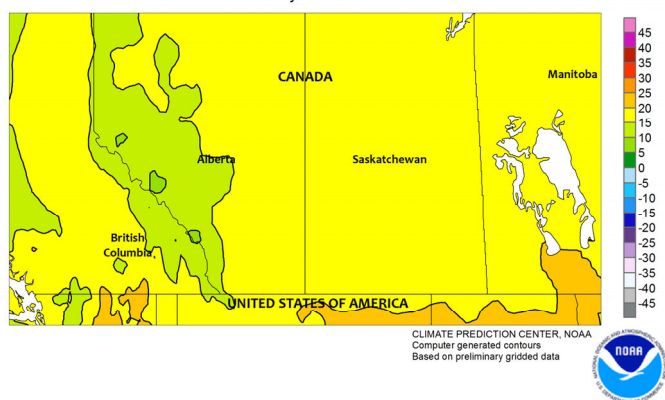 CANADA
Manitoba
Alberta
Saskatchewan
British
Columbia
UNITED STATES OF AMERICA
45
40
35
30
25
20
15
10
5
0
-5
-10
-15
-20
-25
-30
-35
-40
-45
CLIMATE PREDICTION CENTER, NOAA
Computer generated contours
Based on preliminary gridded data
NOAA